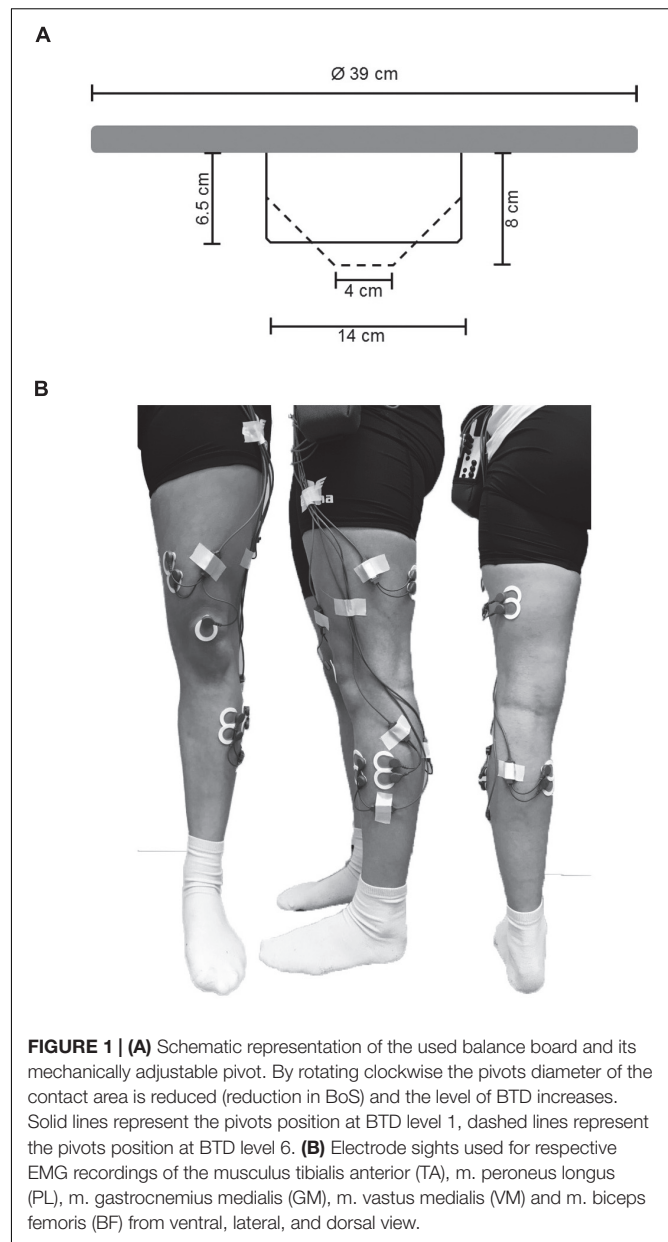 A
Ø 39 cm
6.5 cm
8 cm
4 cm
14 cm
B
FIGURE 1 | (A) Schematic representation of the used balance board and its
mechanically adjustable pivot. By rotating clockwise the pivots diameter of the
contact area is reduced (reduction in BoS) and the level of BTD increases.
Solid lines represent the pivots position at BTD level 1, dashed lines represent
the pivots position at BTD level 6. (B) Electrode sights used for respective
EMG recordings of the musculus tibialis anterior (TA), m. peroneus longus
(PL), m. gastrocnemius medialis (GM), m. vastus medialis (VM) and m. biceps
femoris (BF) from ventral, lateral, and dorsal view.